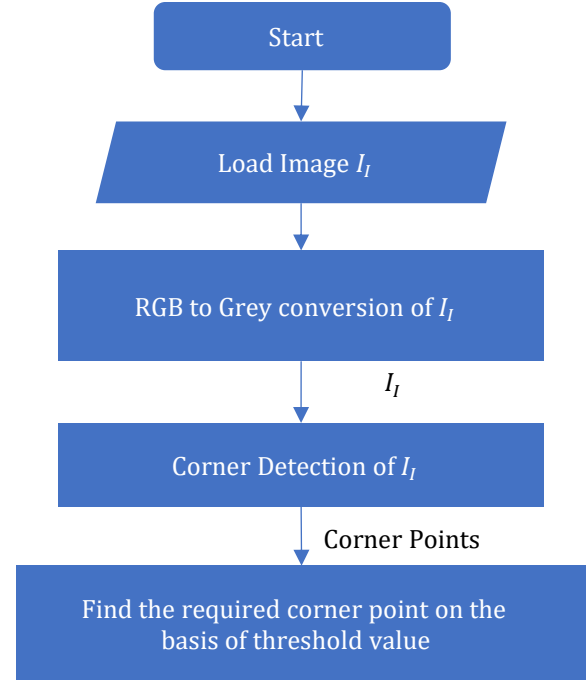 Start
Load Image I_I
RGB to Grey conversion of I_I
I_I
Corner Detection of I_I
Corner Points
Find the required corner point on the
basis of threshold value